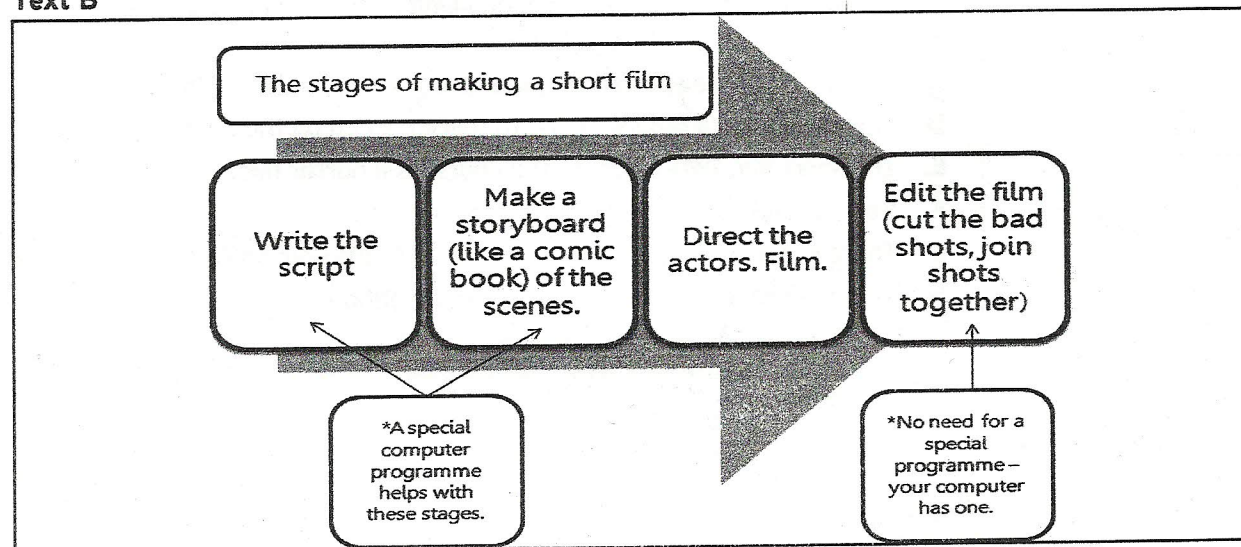 Text B
The stages of making a short film
Write the
script
Make a
storyboard
(like a comic
book) of the
scenes.
Direct the
actors. Film.
Edit the film
(cut the bad
shots, join
shots
together)
*A special
computer
programme
helps with
these stages.
*No need for a
special
programme –
your computer
has one.